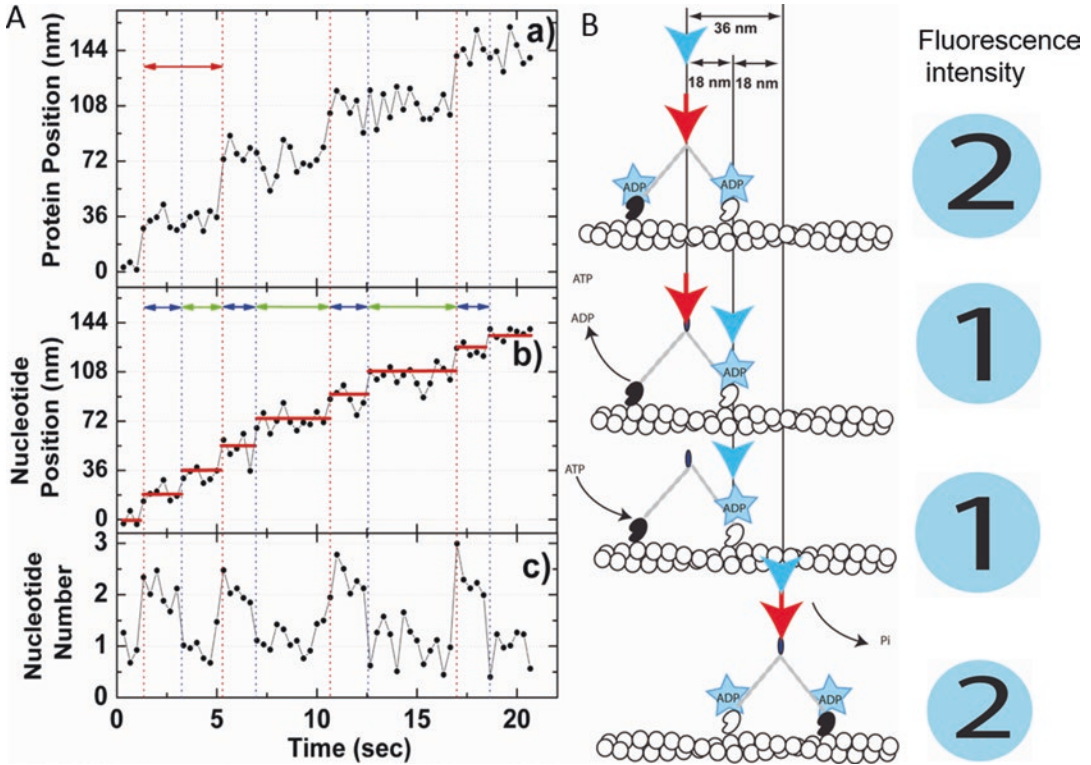 A
a)
Protein Position (nm)
144
108
72
36
0
b)
Nucleotide
Position (nm)
144
108
72
36
0
c)
Nucleotide
Number
3
2
1
0
0 5 10 15 20
Time (sec)
B
36 nm
18 nm 18 nm
ADP ADP
ATP
ADP
ADP
ATP
ADP
Pi
ADP ADP
Fluorescence
intensity
2
1
1
2